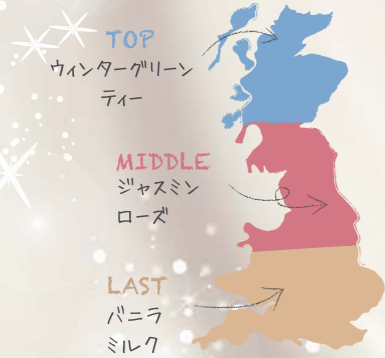 TOP
ウィンターグリーン
ティー
MIDDLE
ジャスミン
ローズ
LAST
バニラ
ミルク